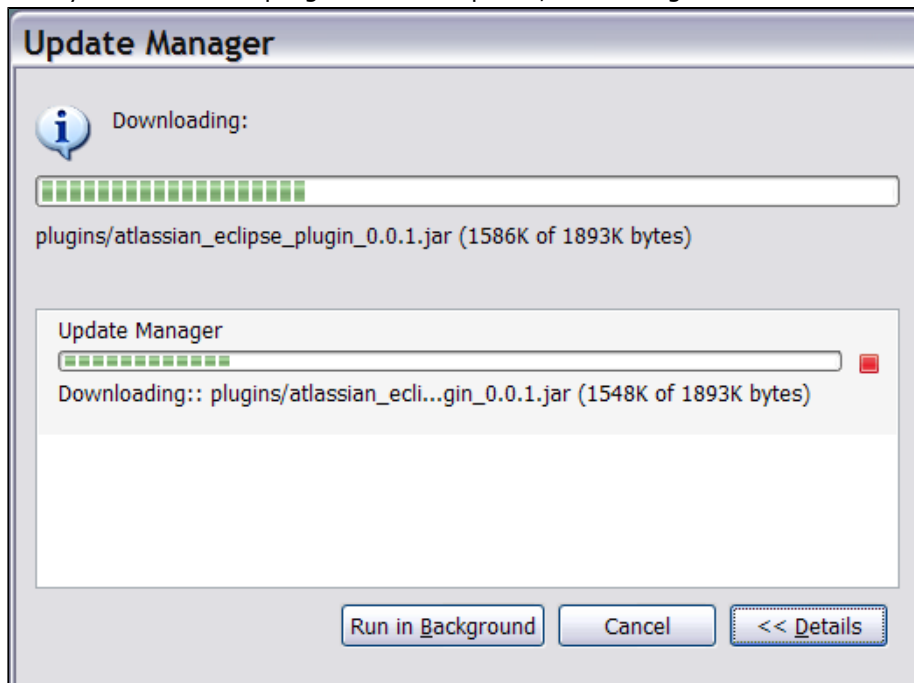 Update Manager
Downloading:
plugins/atlassian_eclipse_plugin_0.0.1.jar (1586K of 1893K bytes)
Update Manager
Downloading:: plugins/atlassian_ecli...gin_0.0.1.jar (1548K of 1893K bytes)
Run in Background Cancel << Details